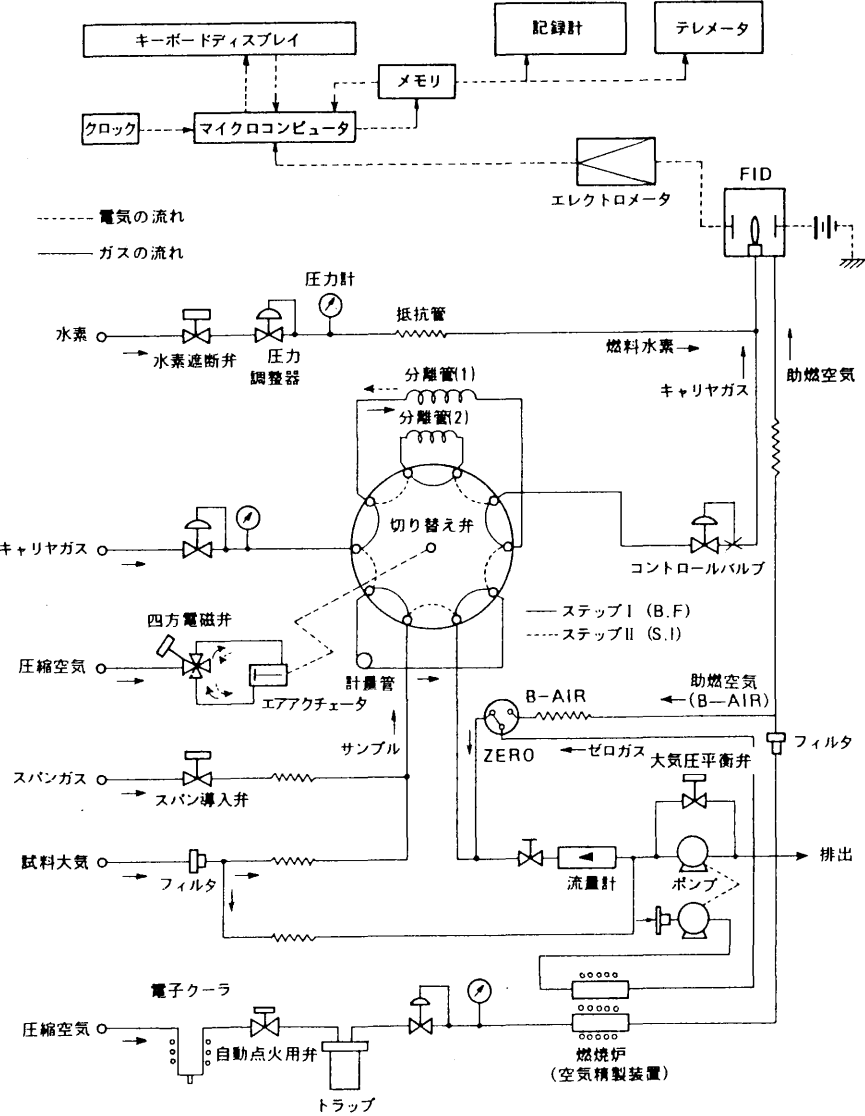 キーボードディスプレイ
記録計
テレメータ
メモリ
クロック
マイクロコンピュータ
エレクトロメータ
FID
電気の流れ
ガスの流れ
圧力計
水素
水素遮断弁
圧力
調整器
抵抗管
燃料水素
キャリヤガス
助燃空気
分離管(1)
分離管(2)
切り替え弁
キャリヤガス
コントロールバルブ
ステップI (B.F)
ステップII (S.I)
四方電磁弁
圧縮空気
エアアクチェータ
計量管
サンプル
B-AIR
助燃空気
(B-AIR)
ZERO
ゼロガス
フィルタ
大気圧平衡弁
スパンガス
スパン導入弁
試料大気
フィルタ
流量計
ポンプ
排出
電子クーラ
圧縮空気
自動点火用弁
トラップ
燃焼炉
(空気精製装置)